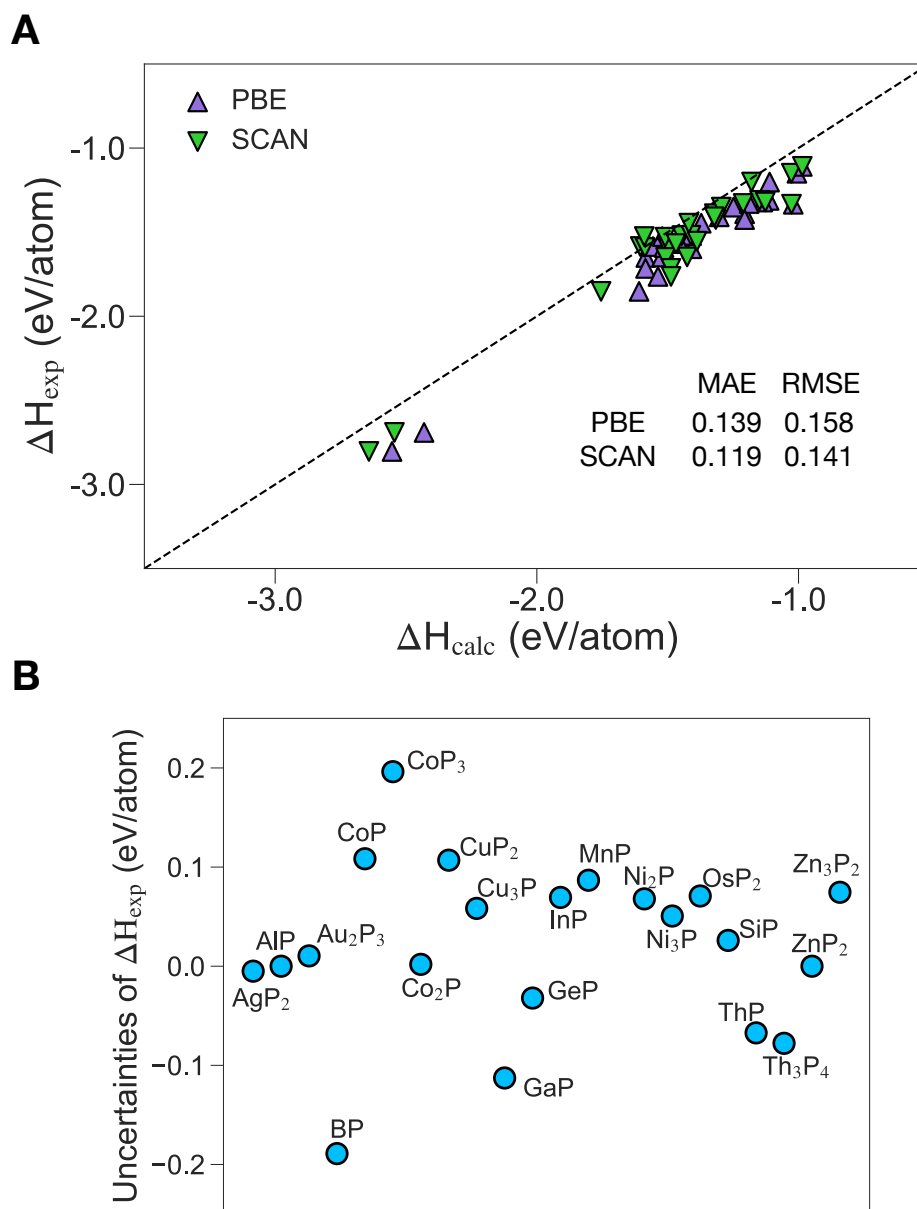 A
PBE
SCAN
-1.0
-2.0
-3.0
ΔH_exp (eV/atom)
MAE RMSE
PBE 0.139 0.158
SCAN 0.119 0.141
-3.0 -2.0 -1.0
ΔH_calc (eV/atom)
B
Uncertainties of ΔH_exp (eV/atom)
0.2
0.1
0.0
−0.1
−0.2
CoP₃
CoP
CuP₂
MnP
Zn₃P₂
Ni₂P
OsP₂
Cu₃P
InP
Ni₃P
SiP
AlP
Au₂P₃
ZnP₂
AgP₂
Co₂P
GeP
ThP
Th₃P₄
GaP
BP